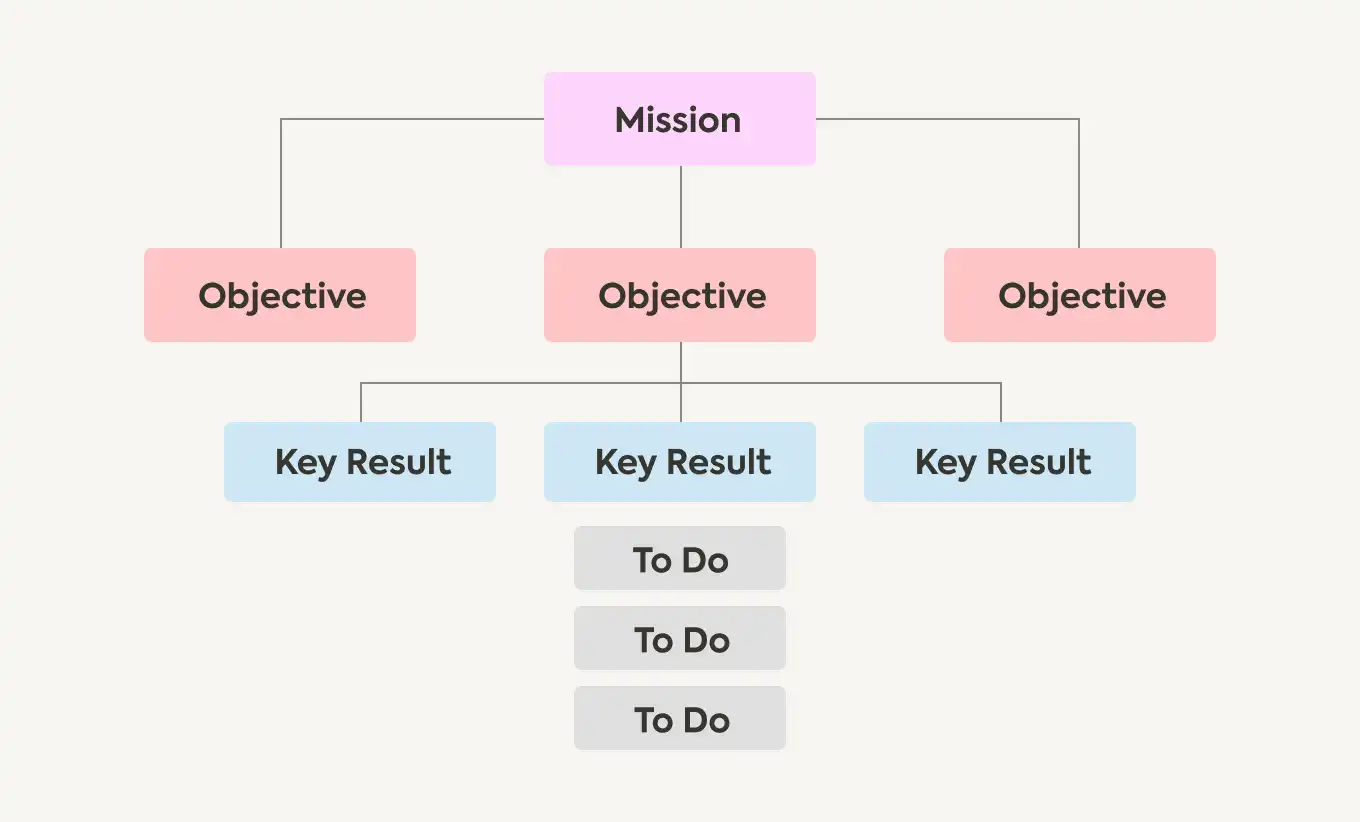 Mission
Objective
Objective
Objective
Key Result
Key Result
Key Result
To Do
To Do
To Do